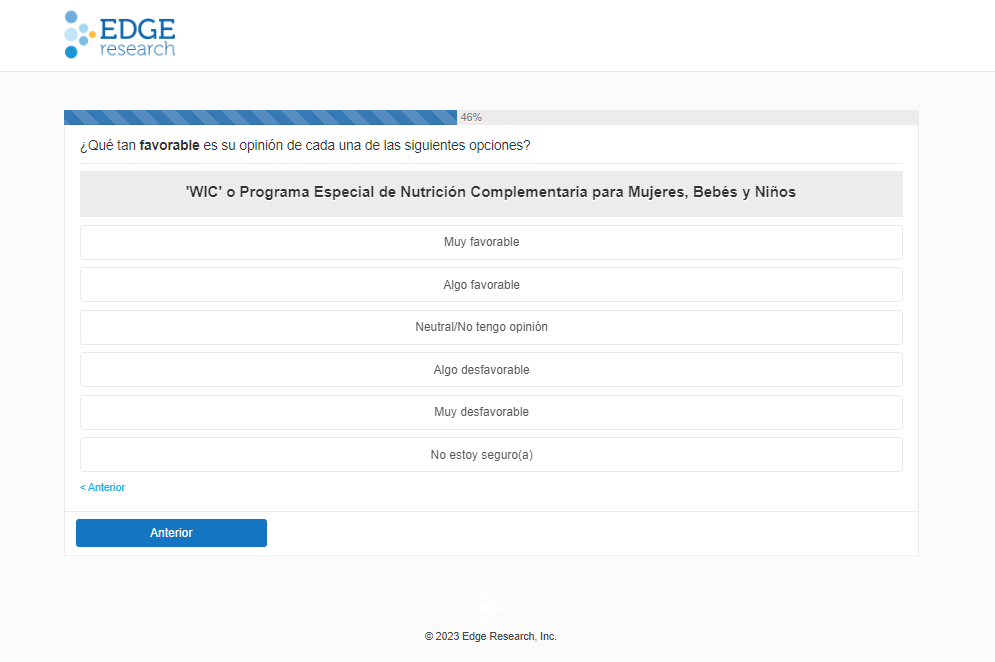 EDGE
research
46%
¿Qué tan favorable es su opinión de cada una de las siguientes opciones?
'WIC' o Programa Especial de Nutrición Complementaria para Mujeres, Bebés y Niños
Muy favorable
Algo favorable
Neutral/No tengo opinión
Algo desfavorable
Muy desfavorable
No estoy seguro(a)
< Anterior
Anterior
© 2023 Edge Research, Inc.